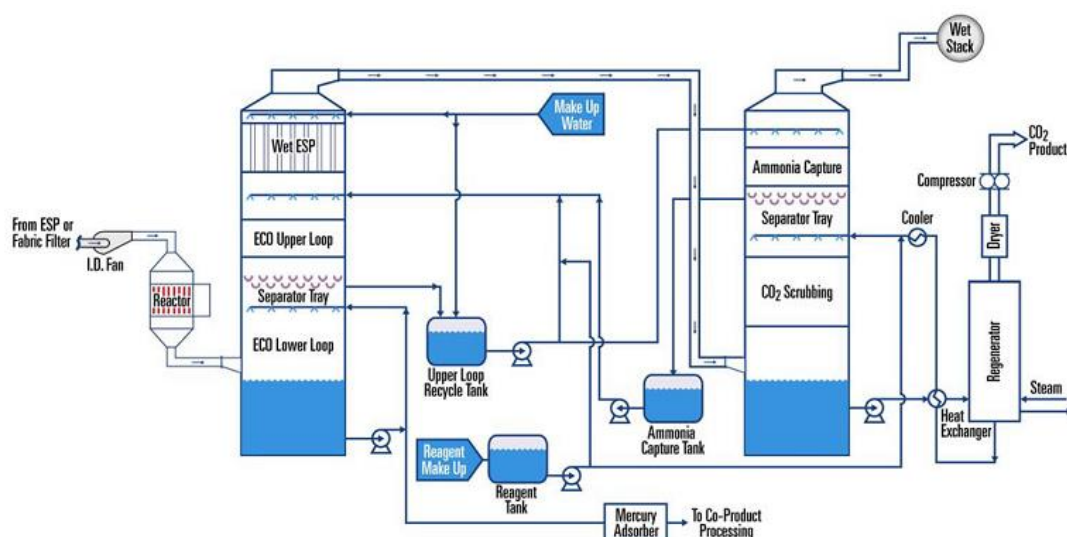 Wet
Stack
Make Up
Water
Wet ESP
Ammonia Capture
CO2
Product
Compressor
Separator Tray
Cooler
Dryer
From ESP or
Fabric Filter
I.D. Fan
ECO Upper Loop
Reactor
Separator Tray
CO2 Scrubbing
ECO Lower Loop
Upper Loop
Recycle Tank
Regenerator
Steam
Heat
Exchanger
Ammonia
Capture Tank
Reagent
Make Up
Reagent
Tank
Mercury
Adsorber
To Co-Product
Processing